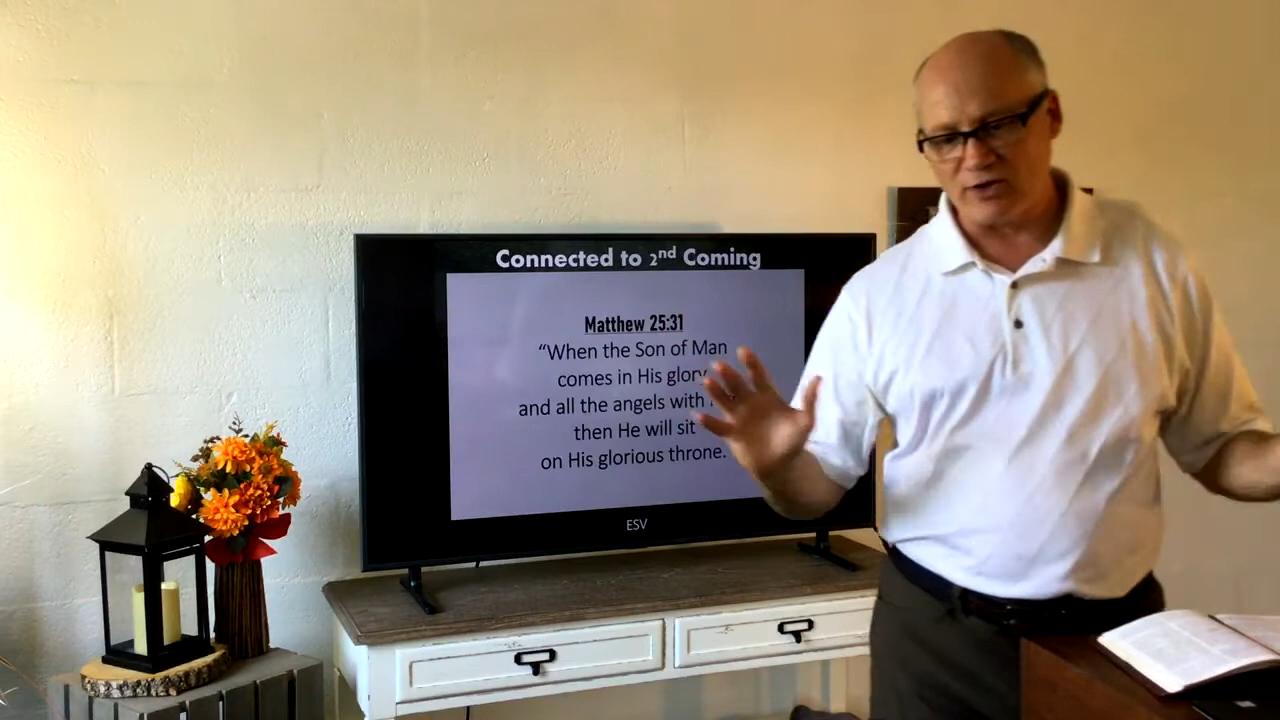 Connected to 2nd Coming
Matthew 25:31
“When the Son of Man
comes in His glory
and all the angels with
then He will sit
on His glorious throne.
ESV